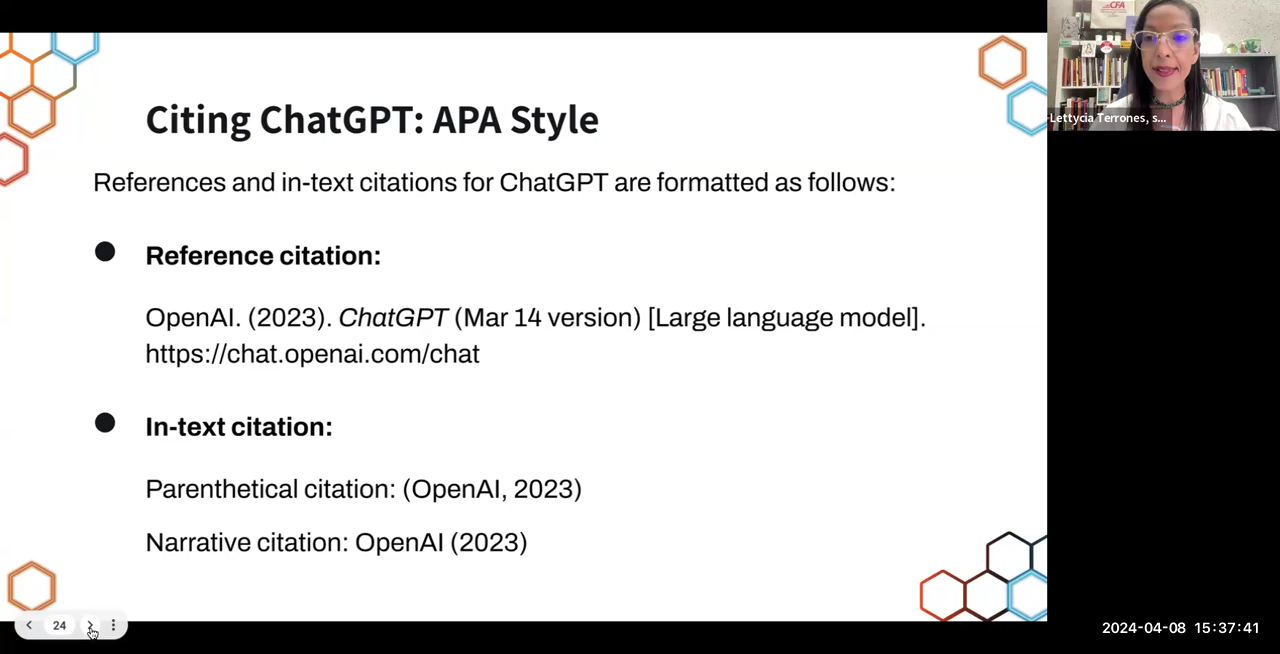 CFA
Lettycia Terrones, s...
Citing ChatGPT: APA Style
References and in-text citations for ChatGPT are formatted as follows:
● Reference citation:
OpenAI. (2023). ChatGPT (Mar 14 version) [Large language model].
https://chat.openai.com/chat
● In-text citation:
Parenthetical citation: (OpenAI, 2023)
Narrative citation: OpenAI (2023)
24
2024-04-08 15:37:41